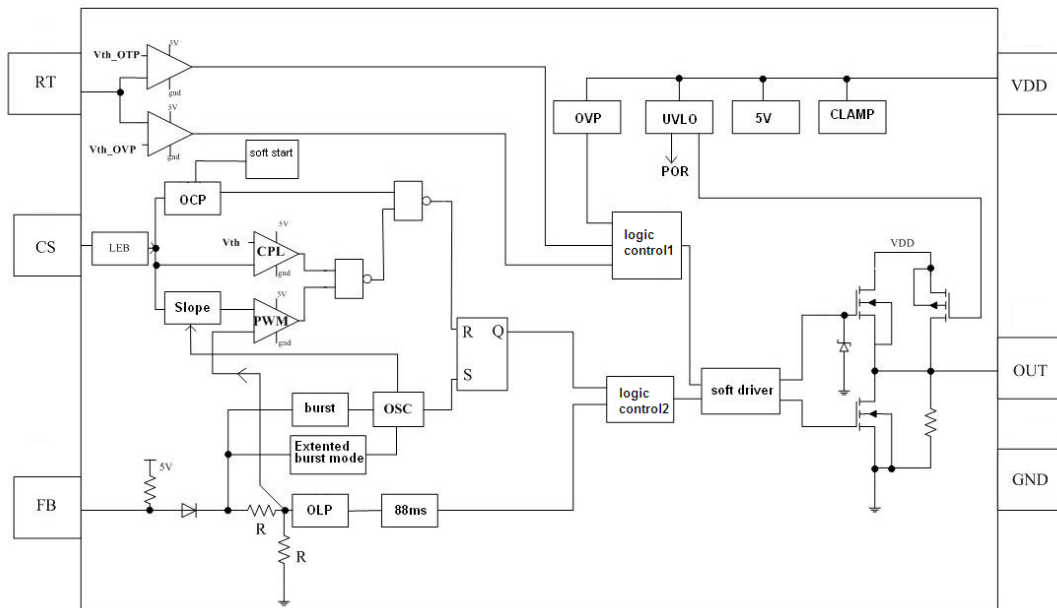 5V
Vth_OTP
RT
gnd
VDD
5V
OVP
UVLO
5V
CLAMP
Vth_OVP
gnd
soft start
POR
OCP
CS
LEB
Vth
5V
CPL
gnd
logic
control1
VDD
Slope
5V
PWM
gnd
R
Q
S
OUT
burst
OSC
logic
control2
soft driver
Extented
burst mode
5V
GND
FB
R
OLP
88ms
R